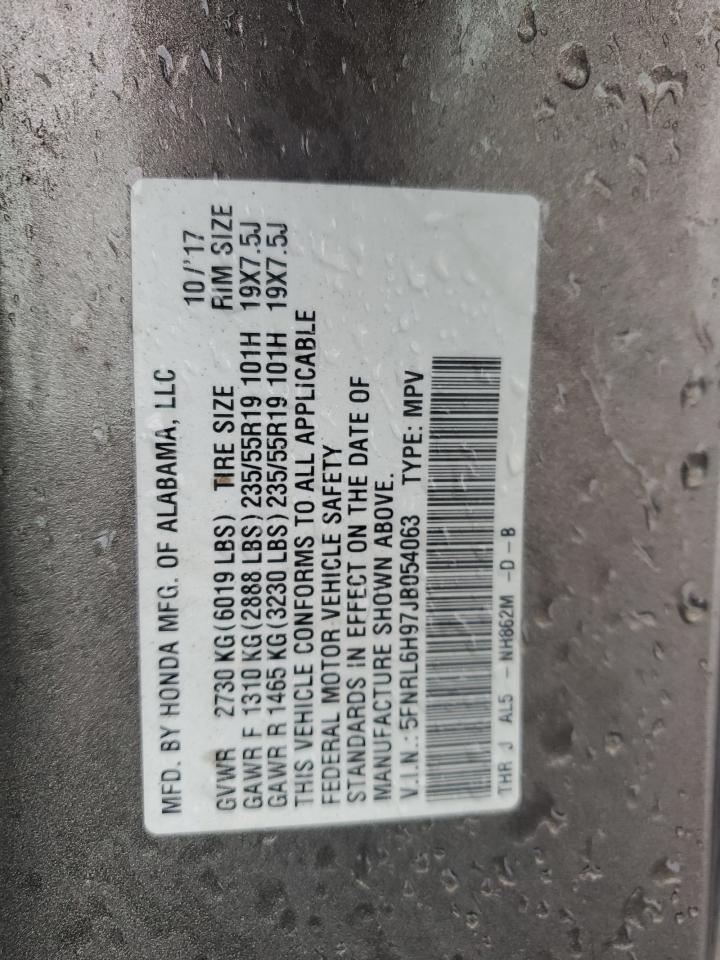 MFD. BY HONDA MFG. OF ALABAMA, LLC 10/'17
GVWR 2730 KG(6019 LBS) TIRE SIZE RIM SIZE
GAWR F 1310 KG(2888 LBS)235/55R19 101H 19X7.5J
GAWR R 1465 KG(3230 LBS)235/55R19 101H 19X7.5J
THIS VEHICLE CONFORMS TO ALL APPLICABLE
FEDERAL MOTOR VEHICLE SAFETY
STANDARDS IN EFFECT ON THE DATE OF
MANUFACTURE SHOWN ABOVE.
V.I.N.:5FNRL6H97JB054063 TYPE: MPV
THR J AL5 - NH862M -D -B